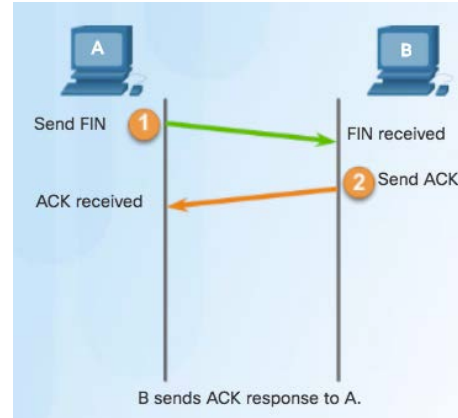 A
B
Send FIN
1
FIN received
2
Send ACK
ACK received
B sends ACK response to A.